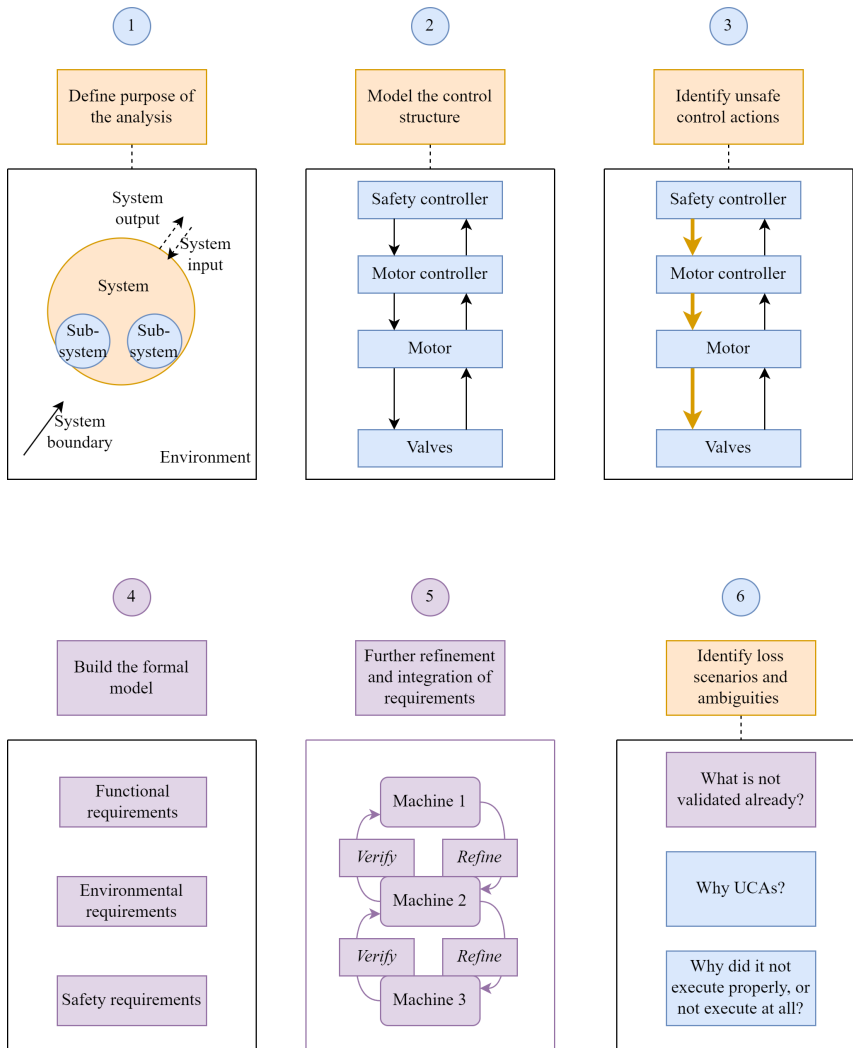 1
2
3
Define purpose of
the analysis
Model the control
structure
Identify unsafe
control actions
System
output
System
input
System
Sub-
system
Sub-
system
System
boundary
Environment
Safety controller
Motor controller
Motor
Valves
Safety controller
Motor controller
Motor
Valves
4
5
6
Build the formal
model
Further refinement
and integration of
requirements
Identify loss
scenarios and
ambiguities
Functional
requirements
Environmental
requirements
Safety requirements
Machine 1
Verify
Refine
Machine 2
Verify
Refine
Machine 3
What is not
validated already?
Why UCAs?
Why did it not
execute properly, or
not execute at all?